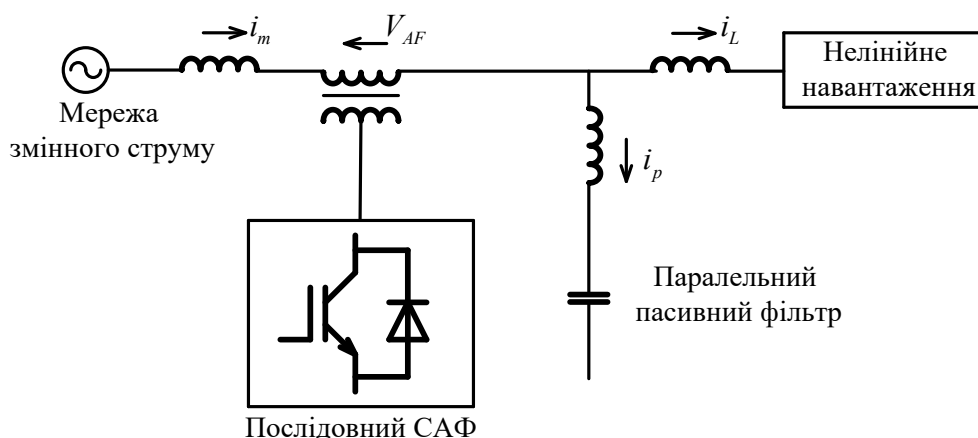 i_m
V_AF
i_L
Нелінійне
навантаження
Мережа
змінного струму
i_p
Паралельний
пасивний фільтр
Послідовний САФ